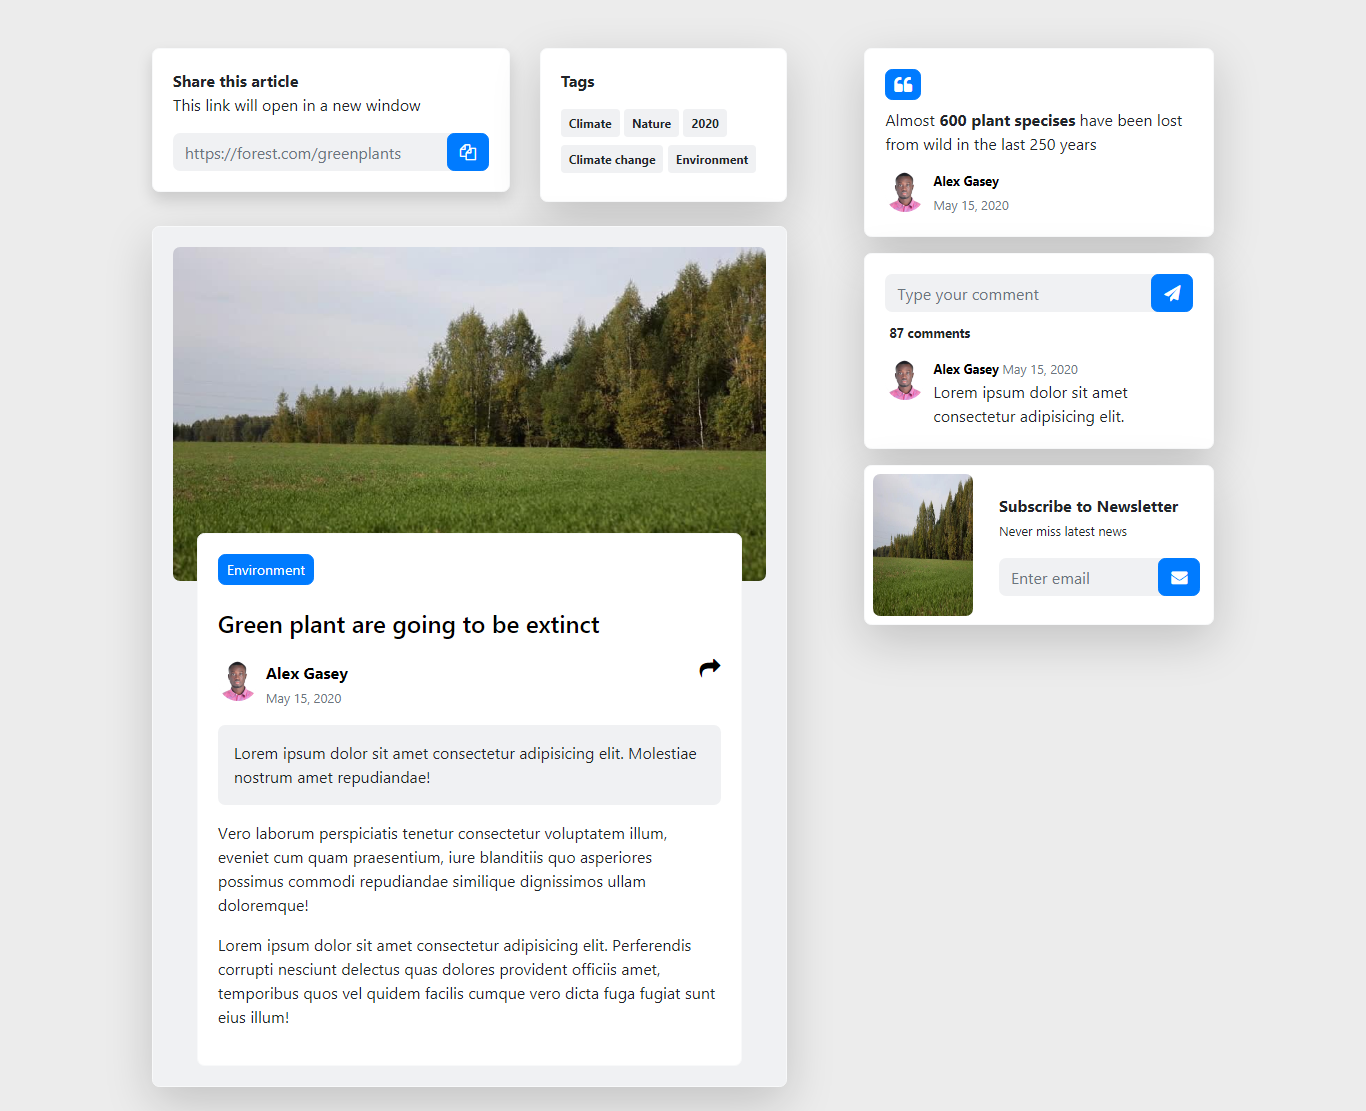 Share this article
This link will open in a new window
https://forest.com/greenplants
Tags
Climate Nature 2020
Climate change Environment
Environment
Green plant are going to be extinct
Alex Gasey
May 15, 2020
Lorem ipsum dolor sit amet consectetur adipisicing elit. Molestiae
nostrum amet repudiandae!
Vero laborum perspiciatis tenetur consectetur voluptatem illum,
eveniet cum quam praesentium, iure blanditiis quo asperiores
possimus commodi repudiandae similique dignissimos ullam
doloremque!
Lorem ipsum dolor sit amet consectetur adipisicing elit. Perferendis
corrupti nesciunt delectus quas dolores provident officiis amet,
temporibus quos vel quidem facilis cumque vero dicta fuga fugiat sunt
eius illum!
Almost 600 plant specises have been lost
from wild in the last 250 years
Alex Gasey
May 15, 2020
Type your comment
87 comments
Alex Gasey May 15, 2020
Lorem ipsum dolor sit amet
consectetur adipisicing elit.
Subscribe to Newsletter
Never miss latest news
Enter email